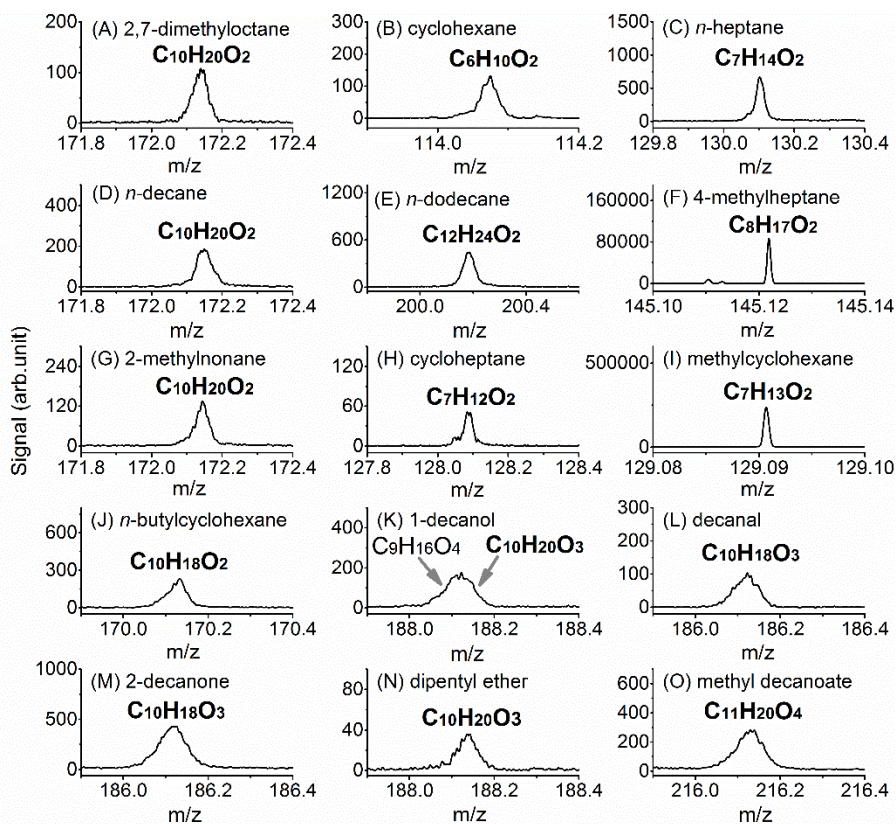 (A) 2,7-dimethyloctane
C10H20O2
200
100
0
171.8 172.0 172.2 172.4
m/z
(B) cyclohexane
C6H10O2
300
200
100
0
114.0 114.2
m/z
(C) n-heptane
C7H14O2
1500
1000
500
0
129.8 130.0 130.2 130.4
m/z
(D) n-decane
C10H20O2
400
200
0
171.8 172.0 172.2 172.4
m/z
(E) n-dodecane
C12H24O2
1200
600
0
200.0 200.4
m/z
(F) 4-methylheptane
C8H17O2
160000
80000
0
145.10 145.12 145.14
m/z
Signal (arb.unit)
(G) 2-methylnonane
C10H20O2
240
120
0
171.8 172.0 172.2 172.4
m/z
(H) cycloheptane
C7H12O2
120
60
0
127.8 128.0 128.2 128.4
m/z
(I) methylcyclohexane
C7H13O2
500000
0
129.08 129.09 129.10
m/z
(J) n-butylcyclohexane
C10H18O2
600
300
0
170.0 170.2 170.4
m/z
(K) 1-decanol
C9H16O4 C10H20O3
400
200
0
188.0 188.2 188.4
m/z
(L) decanal
C10H18O3
300
200
100
0
186.0 186.2 186.4
m/z
(M) 2-decanone
C10H18O3
1000
500
0
186.0 186.2 186.4
m/z
(N) dipentyl ether
C10H20O3
80
40
0
188.0 188.2 188.4
m/z
(O) methyl decanoate
C11H20O4
600
400
200
0
216.0 216.2 216.4
m/z